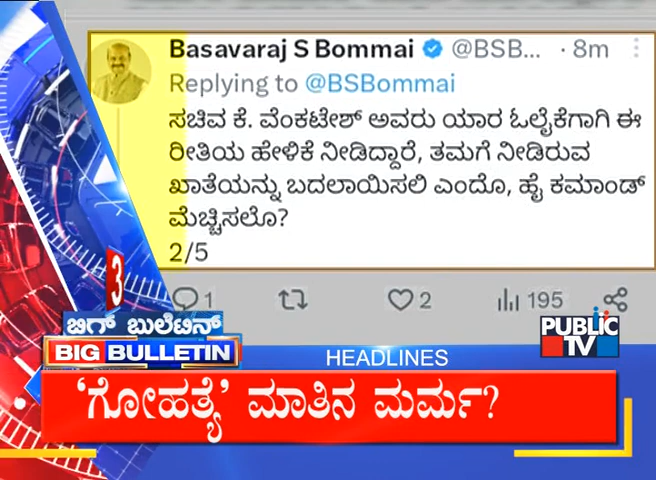 Basavaraj S Bommai @BSB... · 8m
Replying to @BSBommai
ಸಚಿವ ಕೆ. ವೆಂಕಟೇಶ್ ಅವರು ಯಾರ ಓಲೈಕೆಗಾಗಿ ಈ
ರೀತಿಯ ಹೇಳಿಕೆ ನೀಡಿದ್ದಾರೆ, ತಮಗೆ ನೀಡಿರುವ
ಖಾತೆಯನ್ನು ಬದಲಾಯಿಸಲಿ ಎಂದೊ, ಹೈ ಕಮಾಂಡ್
ಮೆಚ್ಚಿಸಲೊ?
2/5
1 2 195
3
ಬಿಗ್ ಬುಲೆಟಿನ್
BIG BULLETIN
HEADLINES
PUBLIC
TV
‘ಗೋಹತ್ಯೆ’ ಮಾತಿನ ಮರ್ಮ?